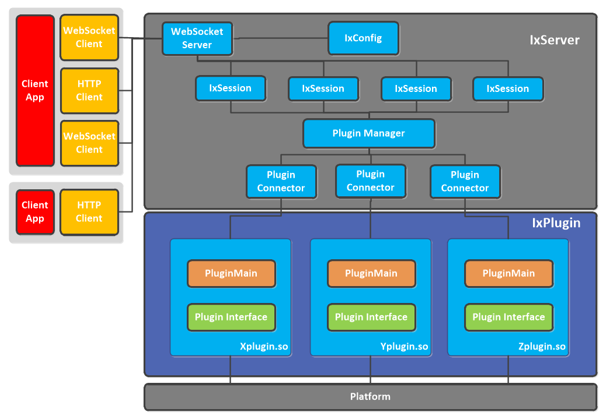 WebSocket
Client
Client
App
HTTP
Client
WebSocket
Client
Client
App
HTTP
Client
WebSocket
Server
IxConfig
IxServer
IxSession
IxSession
IxSession
IxSession
Plugin Manager
Plugin
Connector
Plugin
Connector
Plugin
Connector
IxPlugin
PluginMain
PluginMain
PluginMain
Plugin Interface
Plugin Interface
Plugin Interface
Xplugin.so
Yplugin.so
Zplugin.so
Platform